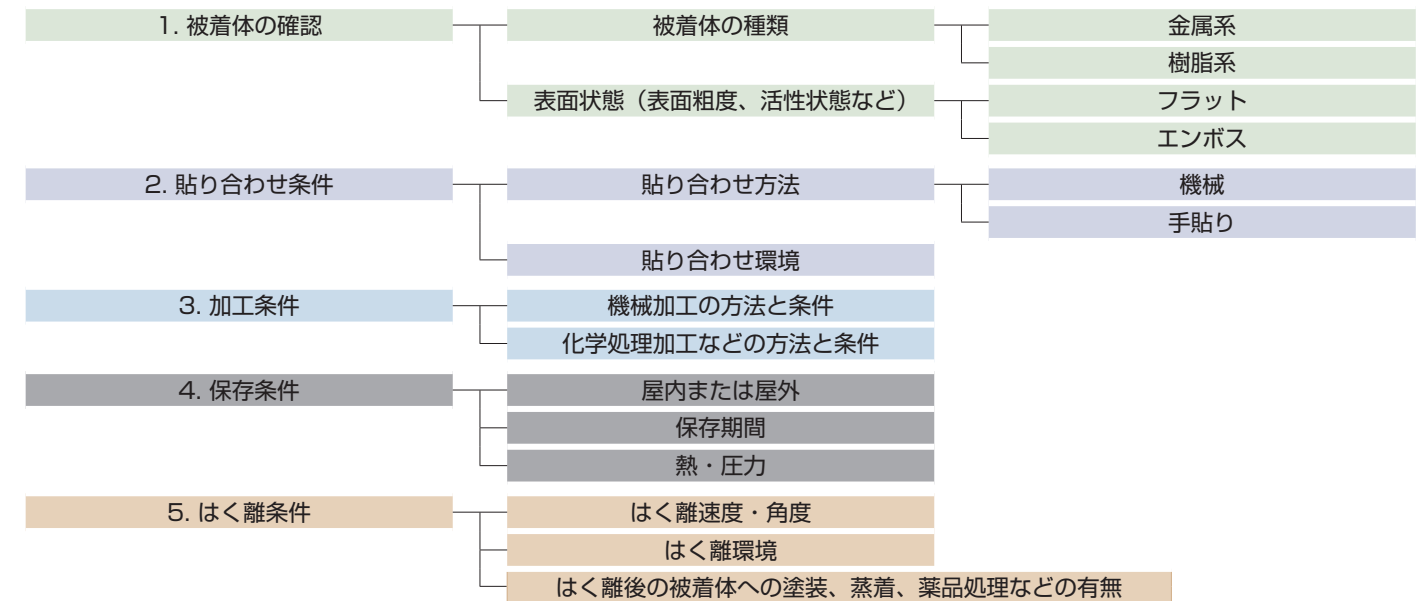 1. 被着体の確認
被着体の種類
金属系
樹脂系
表面状態（表面粗度、活性状態など）
フラット
エンボス
2. 貼り合わせ条件
貼り合わせ方法
機械
手貼り
貼り合わせ環境
3. 加工条件
機械加工の方法と条件
化学処理加工などの方法と条件
4. 保存条件
屋内または屋外
保存期間
熱・圧力
5. はく離条件
はく離速度・角度
はく離環境
はく離後の被着体への塗装、蒸着、薬品処理などの有無